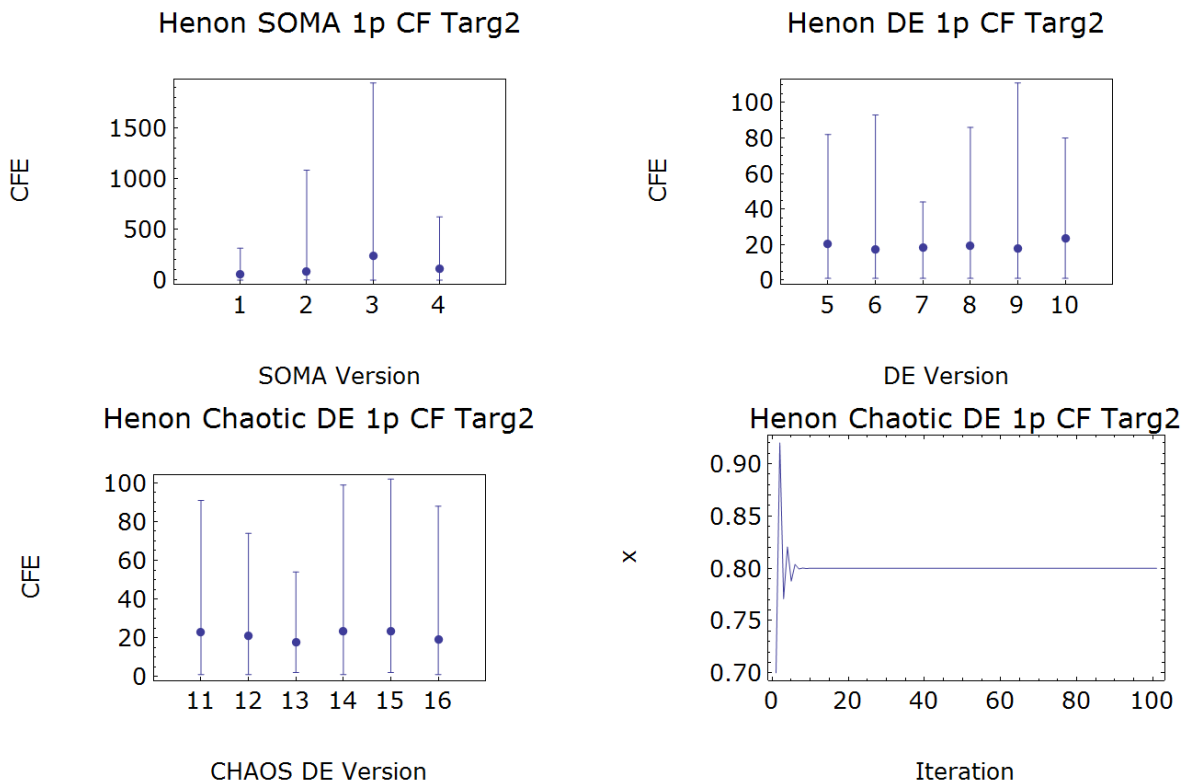 Henon SOMA 1p CF Targ2
CFE
1500
1000
500
0
1 2 3 4
SOMA Version
Henon DE 1p CF Targ2
CFE
100
80
60
40
20
0
5 6 7 8 9 10
DE Version
Henon Chaotic DE 1p CF Targ2
CFE
100
80
60
40
20
0
11 12 13 14 15 16
CHAOS DE Version
Henon Chaotic DE 1p CF Targ2
x
0.90
0.85
0.80
0.75
0.70
0 20 40 60 80 100
Iteration